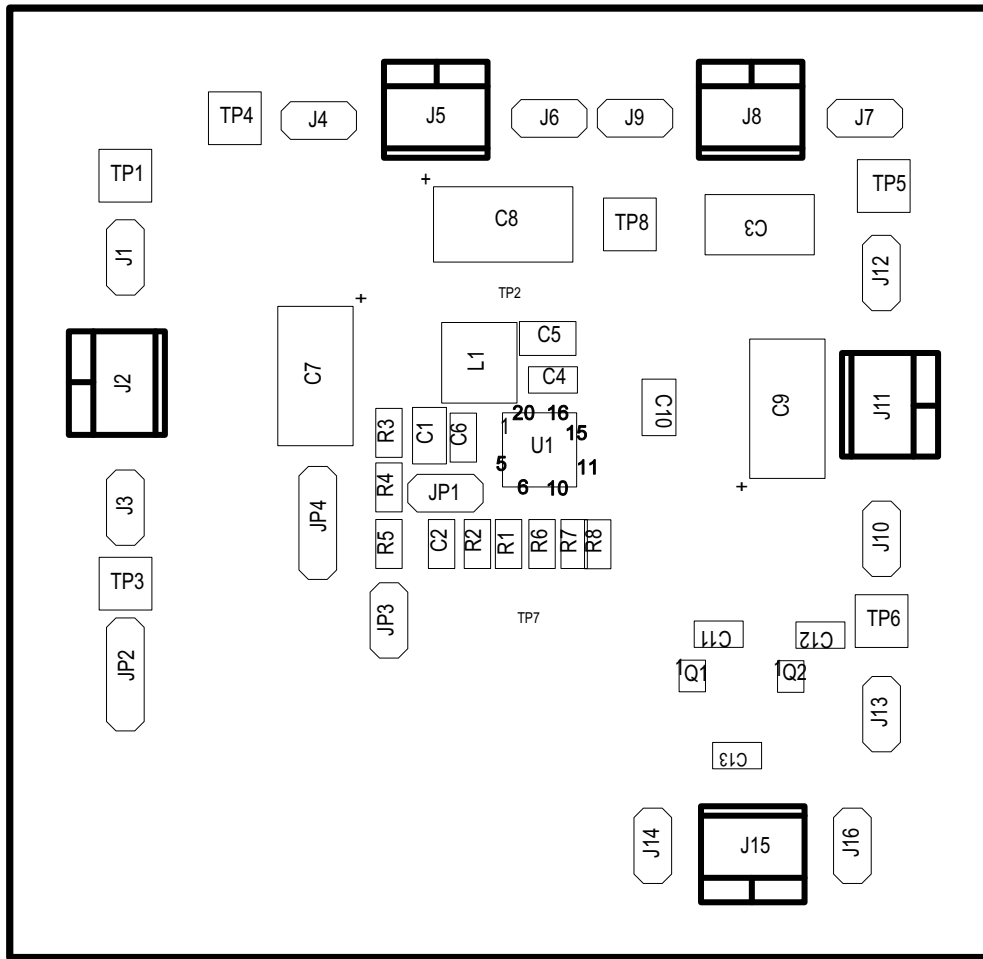 TP4
J4
J5
J6
J9
J8
J7
TP1
TP5
+
C8
TP8
C3
J1
J12
TP2
+
C5
L1
C7
C4
J2
C10
C9
J11
20
16
1
15
U1
5
11
6
10
R3
C1
C6
R4
JP1
+
JP4
J3
R5
C2
R2
R1
R6
R7
R8
J10
TP3
JP3
TP7
TP6
C11
C12
JP2
1
Q1
1
Q2
J13
C13
J14
J15
J16